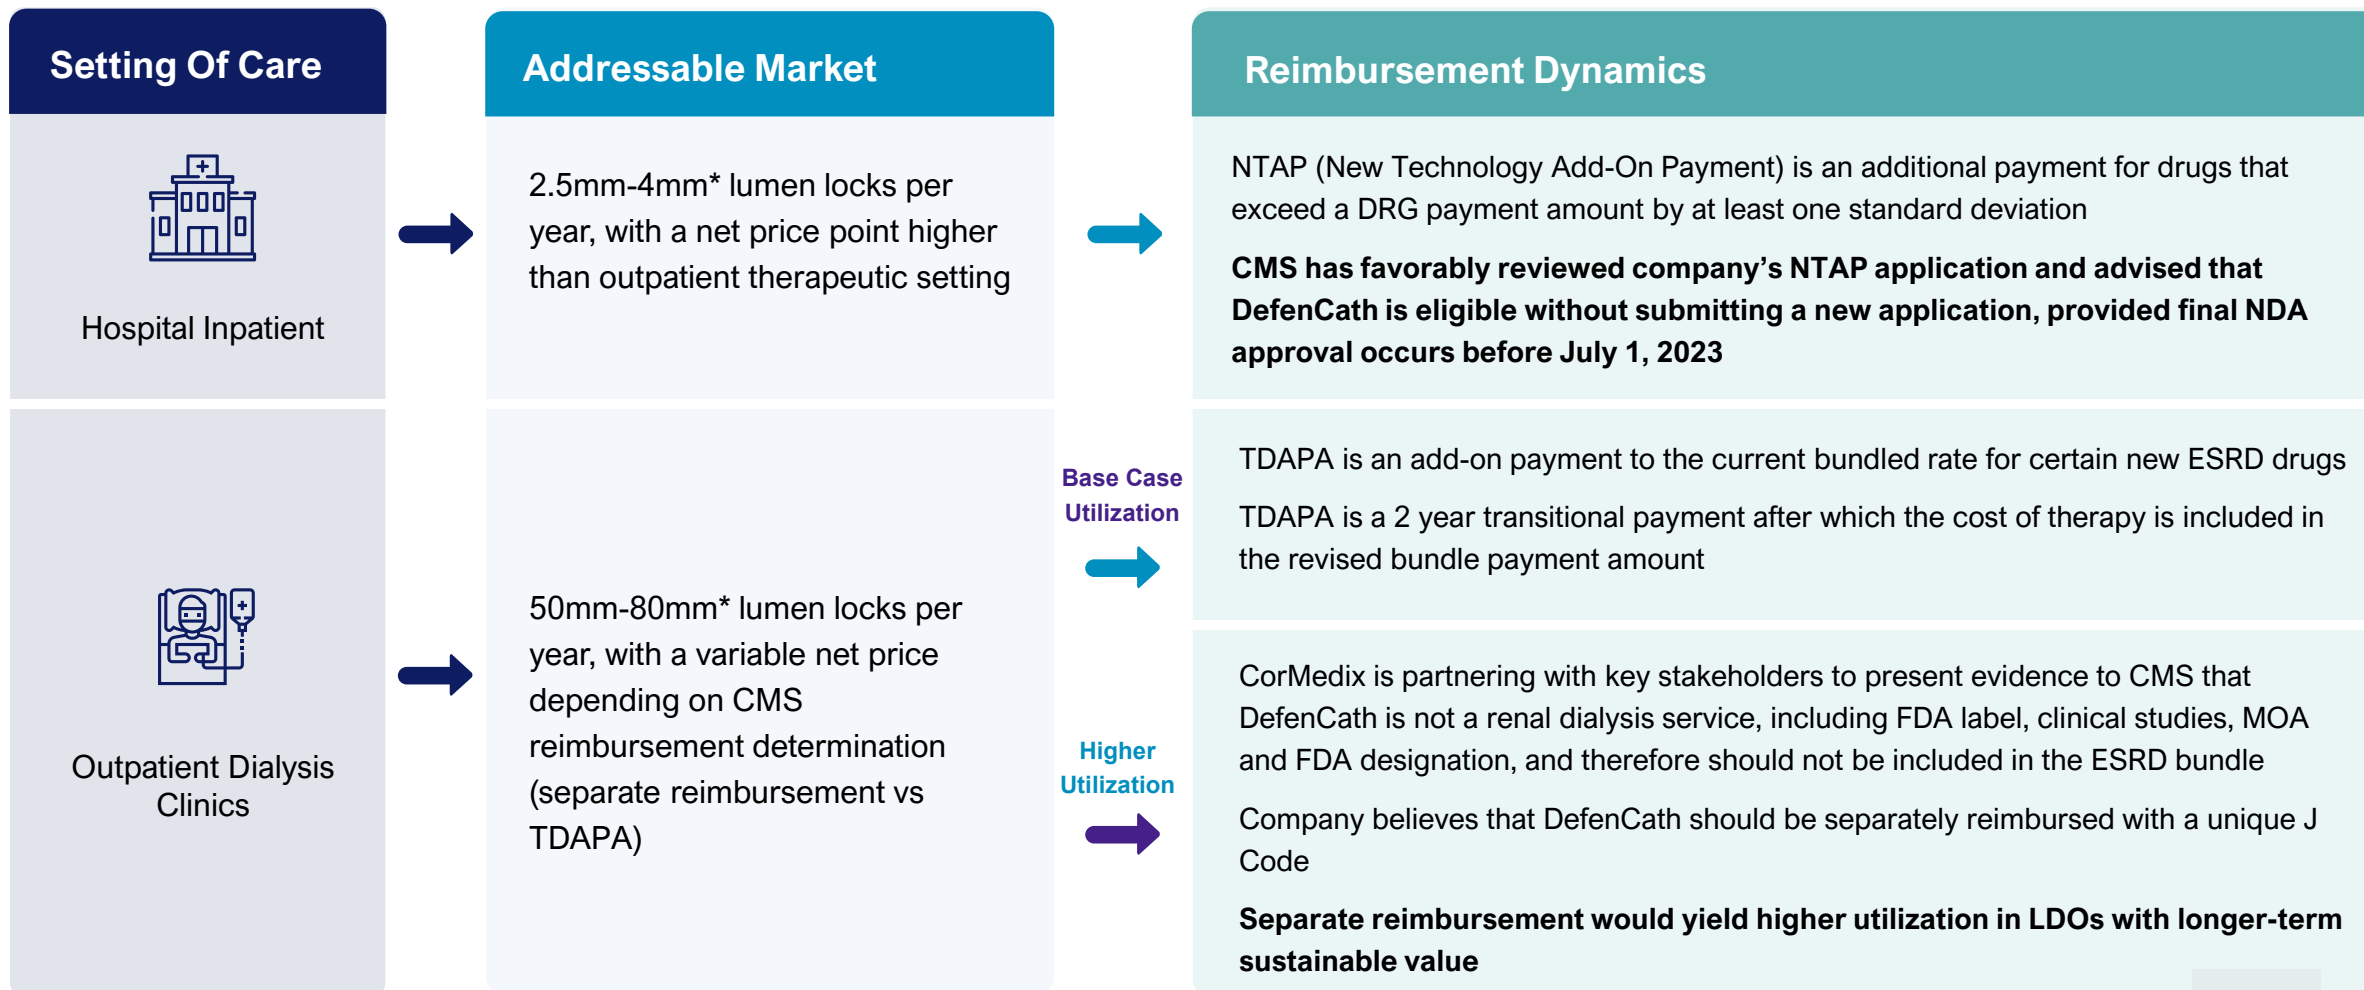 Setting Of Care
Addressable Market
Reimbursement Dynamics
Hospital Inpatient
2.5mm-4mm* lumen locks per
year, with a net price point higher
than outpatient therapeutic setting
NTAP (New Technology Add-On Payment) is an additional payment for drugs that
exceed a DRG payment amount by at least one standard deviation
CMS has favorably reviewed company’s NTAP application and advised that
DefenCath is eligible without submitting a new application, provided final NDA
approval occurs before July 1, 2023
Outpatient Dialysis
Clinics
50mm-80mm* lumen locks per
year, with a variable net price
depending on CMS
reimbursement determination
(separate reimbursement vs
TDAPA)
Base Case
Utilization
TDAPA is an add-on payment to the current bundled rate for certain new ESRD drugs
TDAPA is a 2 year transitional payment after which the cost of therapy is included in
the revised bundle payment amount
Higher
Utilization
CorMedix is partnering with key stakeholders to present evidence to CMS that
DefenCath is not a renal dialysis service, including FDA label, clinical studies, MOA
and FDA designation, and therefore should not be included in the ESRD bundle
Company believes that DefenCath should be separately reimbursed with a unique J
Code
Separate reimbursement would yield higher utilization in LDOs with longer-term
sustainable value